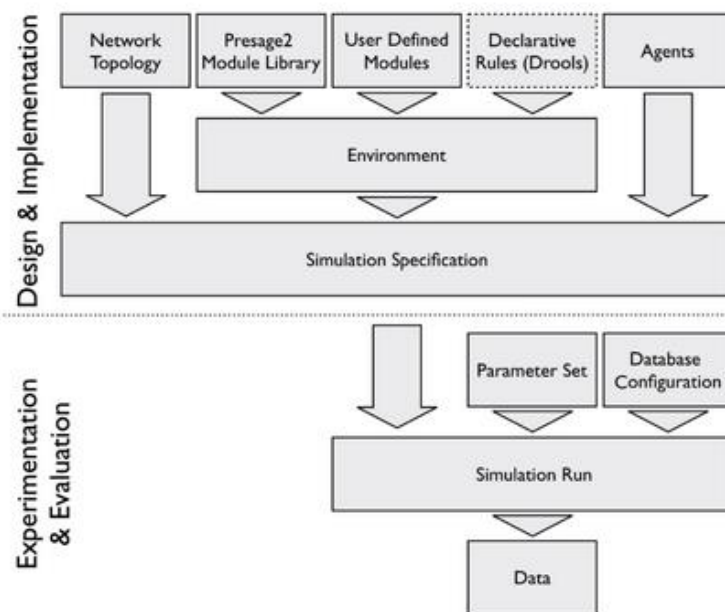 Design & Implementation
Network
Topology
Presage2
Module Library
User Defined
Modules
Declarative
Rules (Drools)
Agents
Environment
Simulation Specification
Experimentation
& Evaluation
Parameter Set
Database
Configuration
Simulation Run
Data